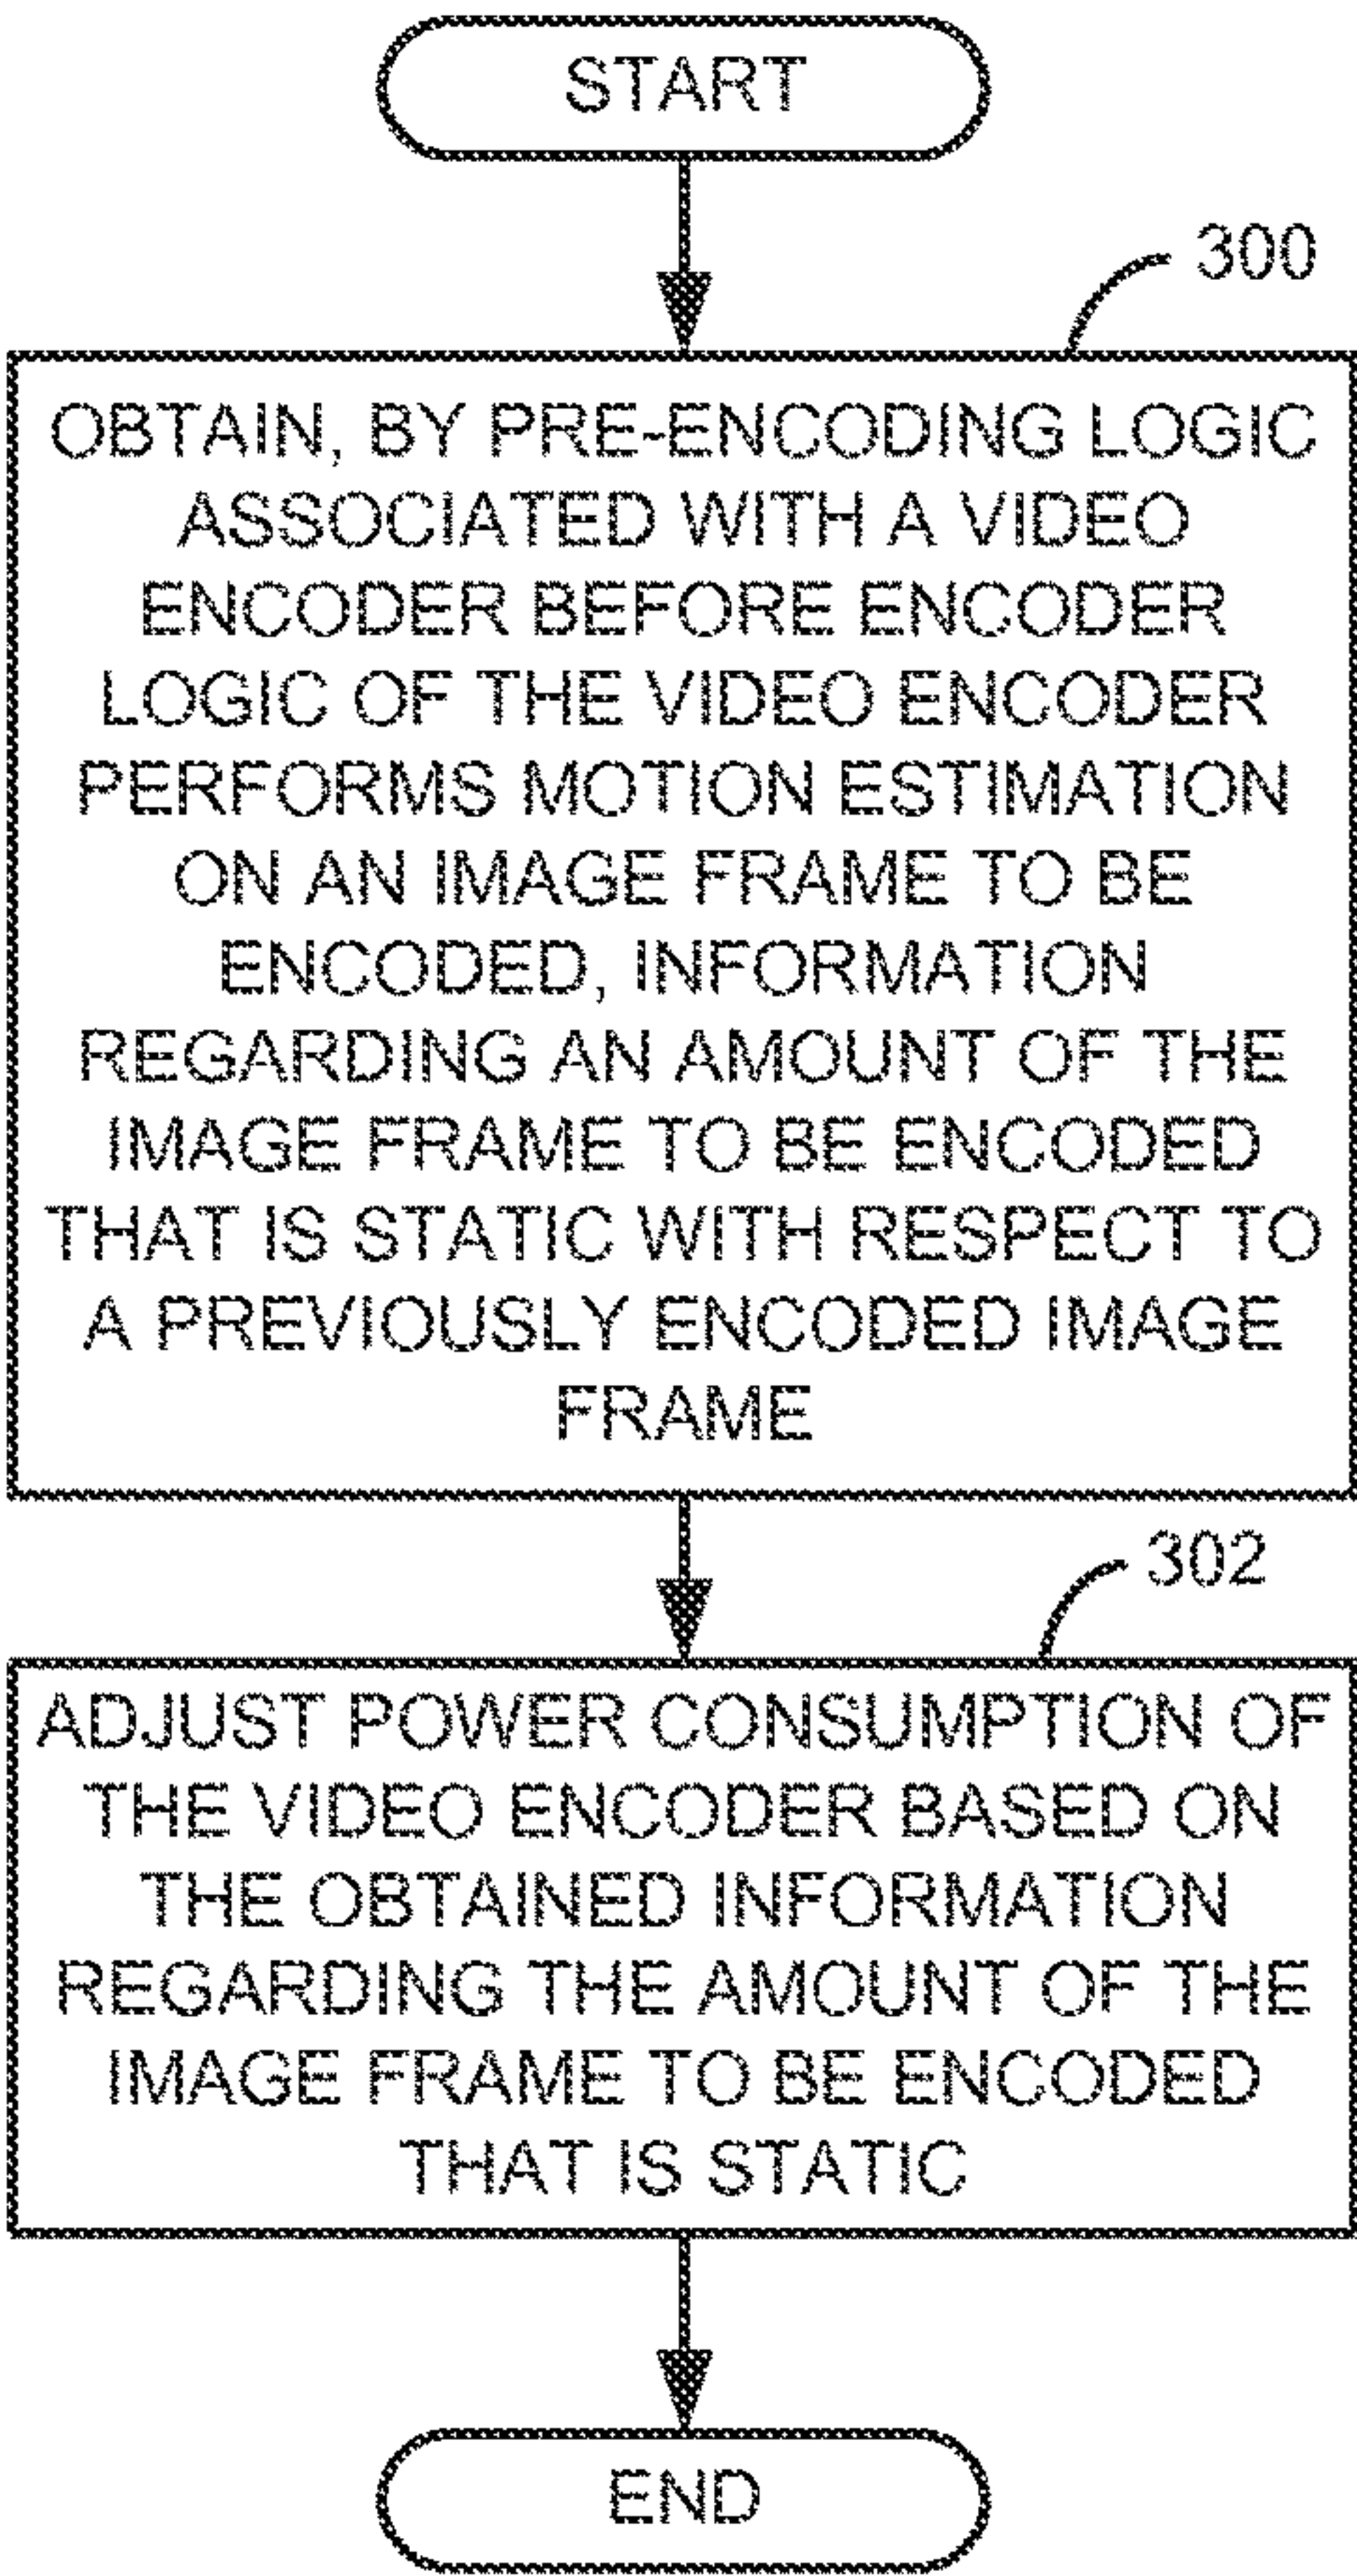 START
300
OBTAIN, BY PRE-ENCODING LOGIC
ASSOCIATED WITH A VIDEO
ENCODER BEFORE ENCODER
LOGIC OF THE VIDEO ENCODER
PERFORMS MOTION ESTIMATION
ON AN IMAGE FRAME TO BE
ENCODED, INFORMATION
REGARDING AN AMOUNT OF THE
IMAGE FRAME TO BE ENCODED
THAT IS STATIC WITH RESPECT TO
A PREVIOUSLY ENCODED IMAGE
FRAME
302
ADJUST POWER CONSUMPTION OF
THE VIDEO ENCODER BASED ON
THE OBTAINED INFORMATION
REGARDING THE AMOUNT OF THE
IMAGE FRAME TO BE ENCODED
THAT IS STATIC
END